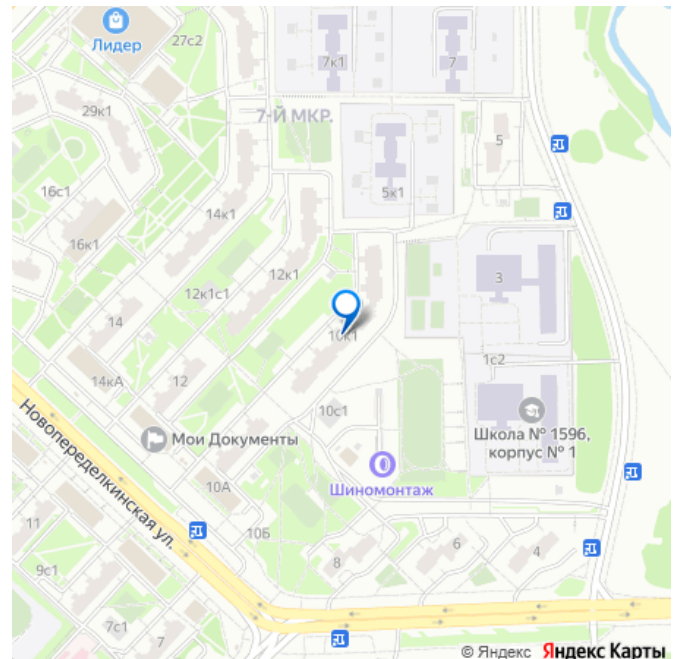 Лидер
27с2
7к1
7
29к1
7-Й МКР.
5
5к1
16с1
14к1
16к1
12к1
3
12к1с1
14
10к1
1с2
14кА
12
10с1
Мои Документы
Школа № 1596,
корпус № 1
Новопеределкинская ул.
Шиномонтаж
10А
11
10Б
8
6
4
9с1
7с1
7
© Яндекс Яндекс Карты